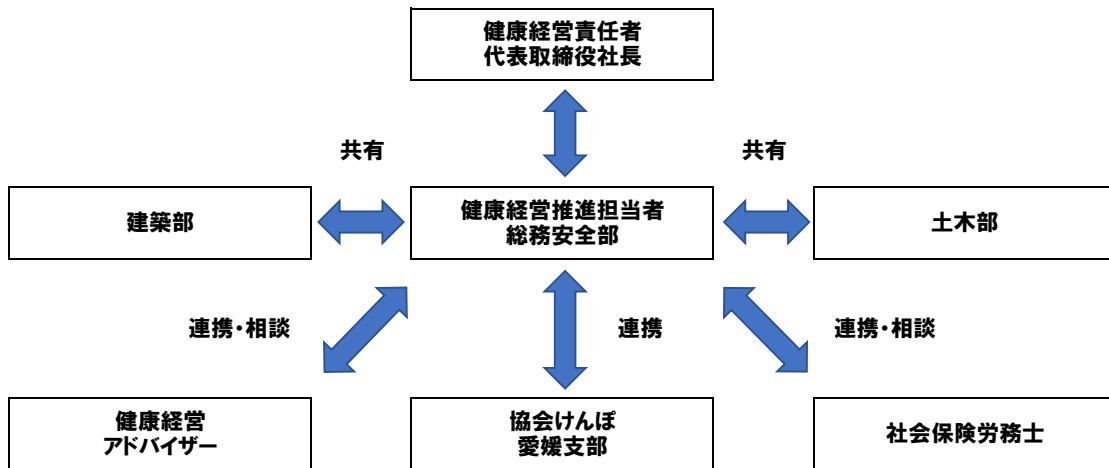 健康経営責任者
代表取締役社長
共有
共有
建築部
健康経営推進担当者
総務安全部
土木部
連携・相談
連携
連携・相談
健康経営
アドバイザー
協会けんぽ
愛媛支部
社会保険労務士